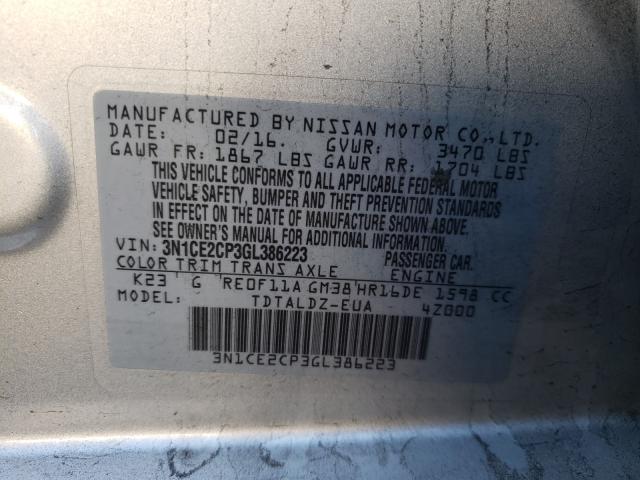 MANUFACTURED BY NISSAN MOTOR CO., LTD.
DATE: 02/16. GVWR: 3470 LBS
GAWR FR: 1867 LBS GAWR RR: 1704 LBS
THIS VEHICLE CONFORMS TO ALL APPLICABLE FEDERAL MOTOR
VEHICLE SAFETY, BUMPER AND THEFT PREVENTION STANDARDS
IN EFFECT ON THE DATE OF MANUFACTURE SHOWN ABOVE.
SEE OWNER'S MANUAL FOR ADDITIONAL INFORMATION.
VIN: 3N1CE2CP3GL386223 PASSENGER CAR.
COLOR TRIM TRANS AXLE ENGINE
K23 G RE0F11A GM38 HR16DE 1598 CC
MODEL: TDTALDZ-EUA 4Z000
3N1CE2CP3GL386223